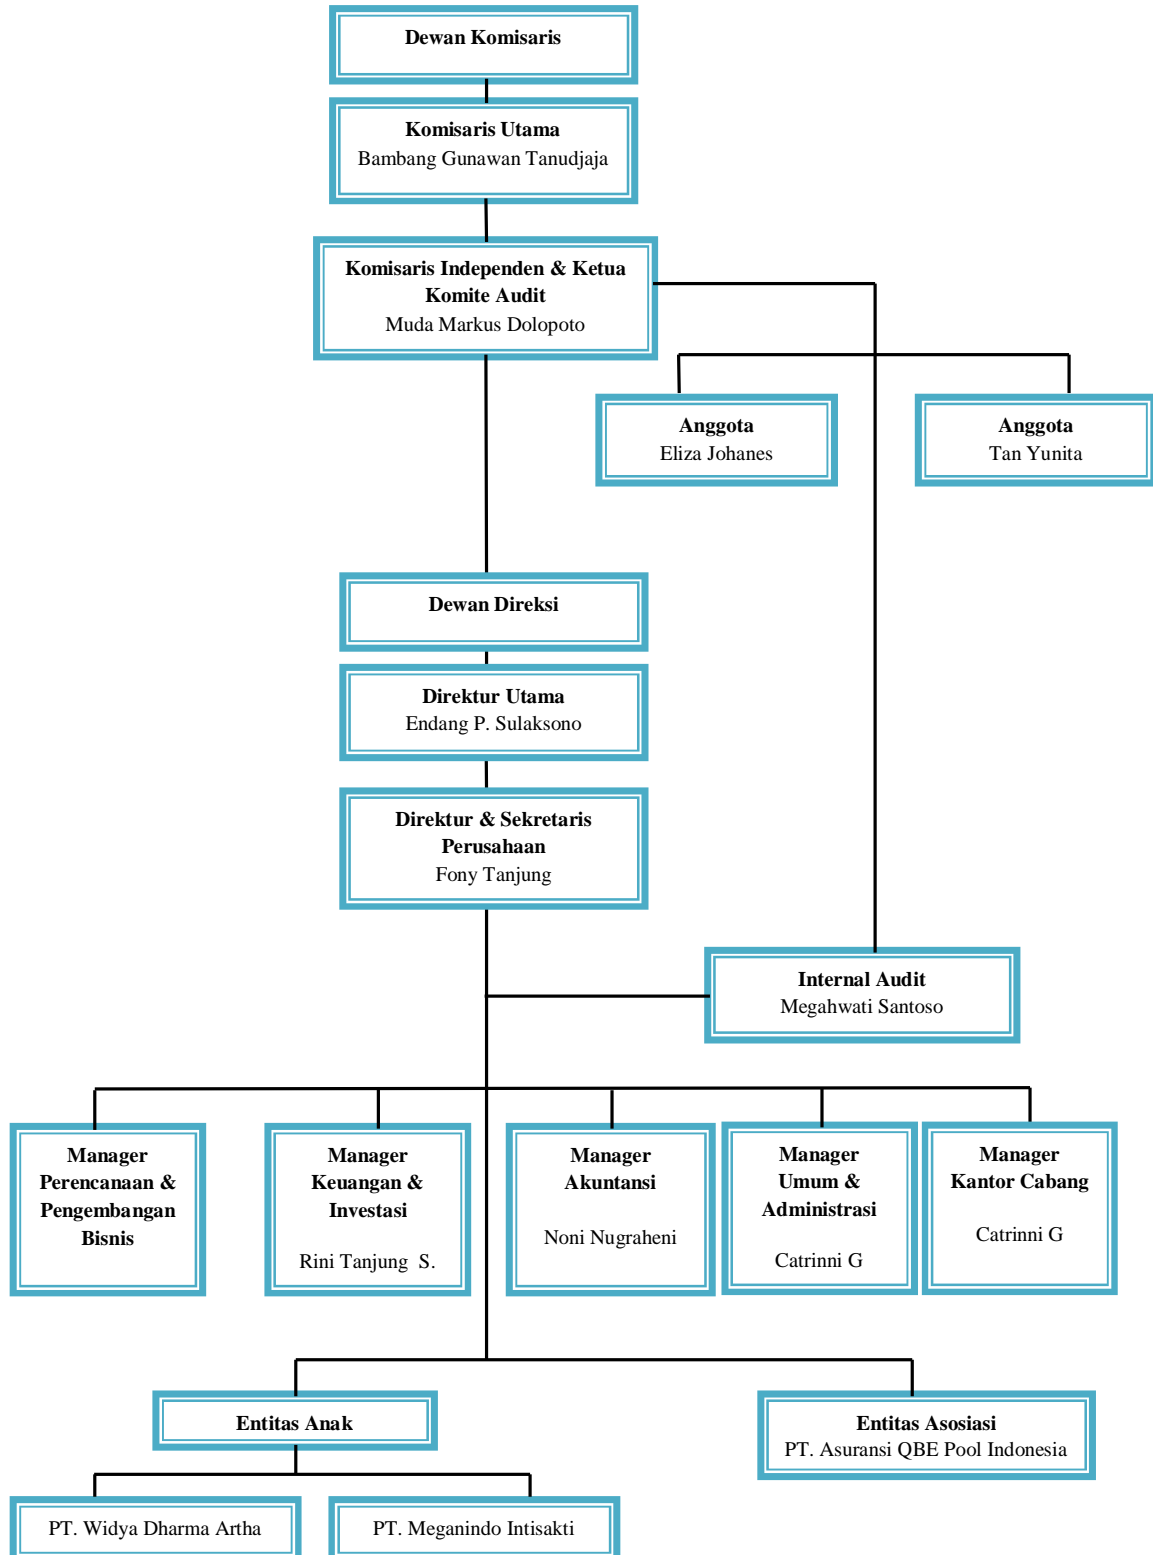 Dewan Komisaris
Komisaris Utama
Bambang Gunawan Tanudjaja
Komisaris Independen & Ketua
Komite Audit
Muda Markus Dolopoto
Anggota
Eliza Johanes
Anggota
Tan Yunita
Dewan Direksi
Direktur Utama
Endang P. Sulaksono
Direktur & Sekretaris
Perusahaan
Fony Tanjung
Internal Audit
Megahwati Santoso
Manager
Perencanaan &
Pengembangan
Bisnis
Manager
Keuangan &
Investasi
Rini Tanjung  S.
Manager
Akuntansi
Noni Nugraheni
Manager
Umum &
Administrasi
Catrinni G
Manager
Kantor Cabang
Catrinni G
Entitas Anak
Entitas Asosiasi
PT. Asuransi QBE Pool Indonesia
PT. Widya Dharma Artha
PT. Meganindo Intisakti